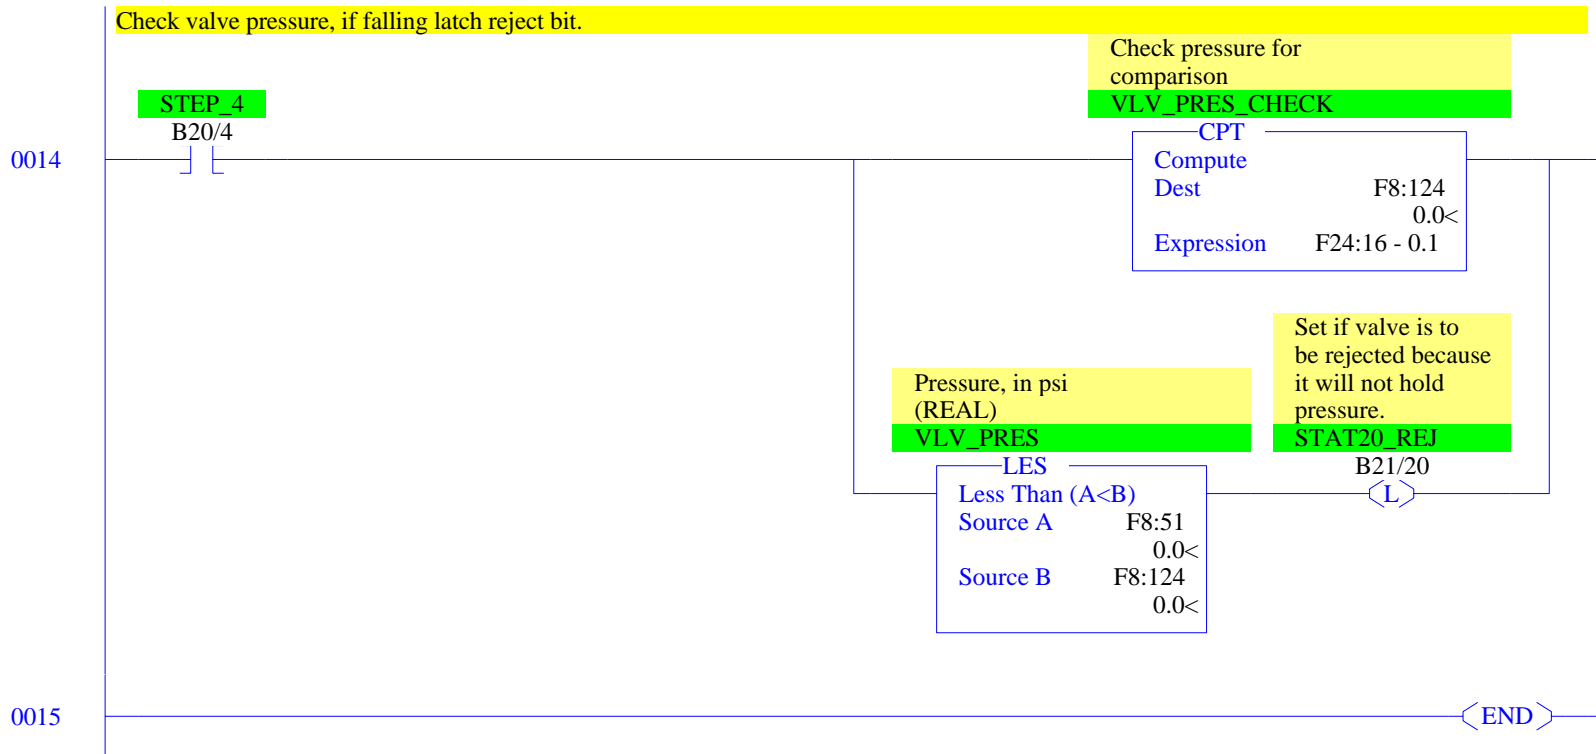 Check valve pressure, if falling latch reject bit.
Check pressure for
comparison
VLV_PRES_CHECK
STEP_4
B20/4
CPT
0014
Compute
Dest F8:124
0.0<
Expression F24:16 - 0.1
Set if valve is to
be rejected because
it will not hold
pressure.
STAT20_REJ
B21/20
L
Pressure, in psi
(REAL)
VLV_PRES
LES
Less Than (A<B)
Source A F8:51
0.0<
Source B F8:124
0.0<
0015
END